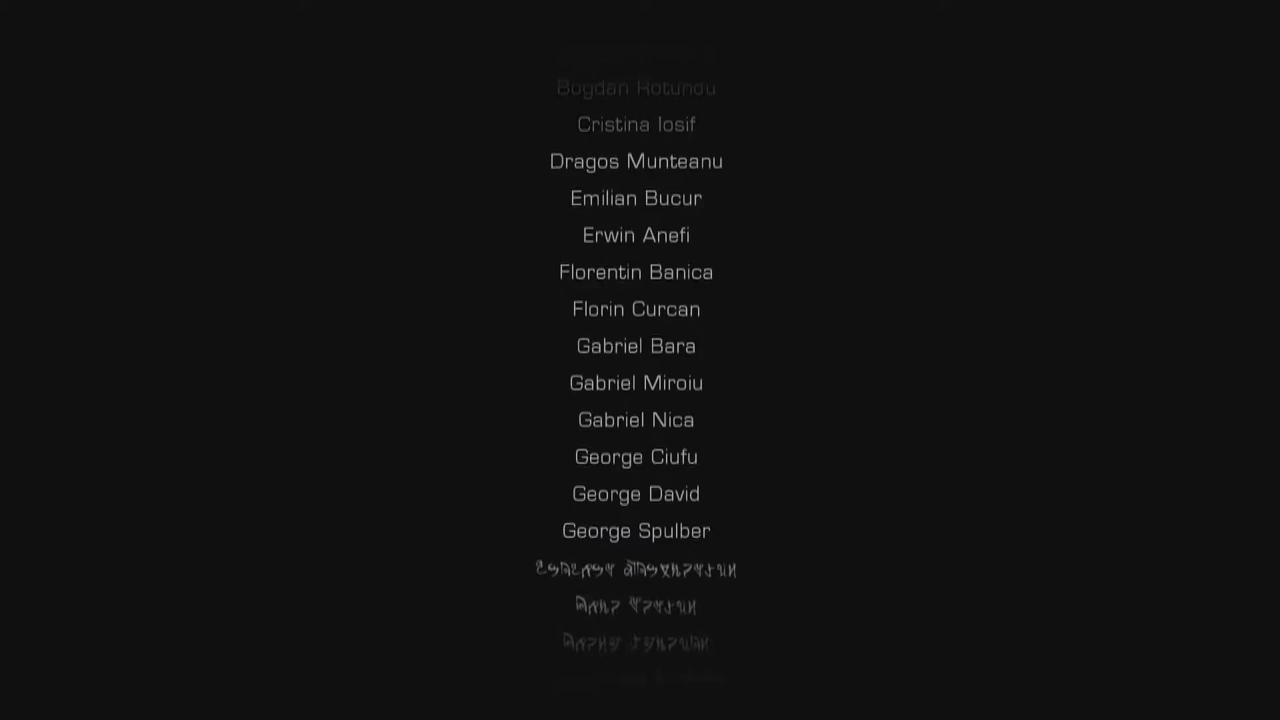 Bogdan Rotundu
Cristina Iosif
Dragos Munteanu
Emilian Bucur
Erwin Anefi
Florentin Banica
Florin Curcan
Gabriel Bara
Gabriel Miroiu
Gabriel Nica
George Ciufu
George David
George Spulber